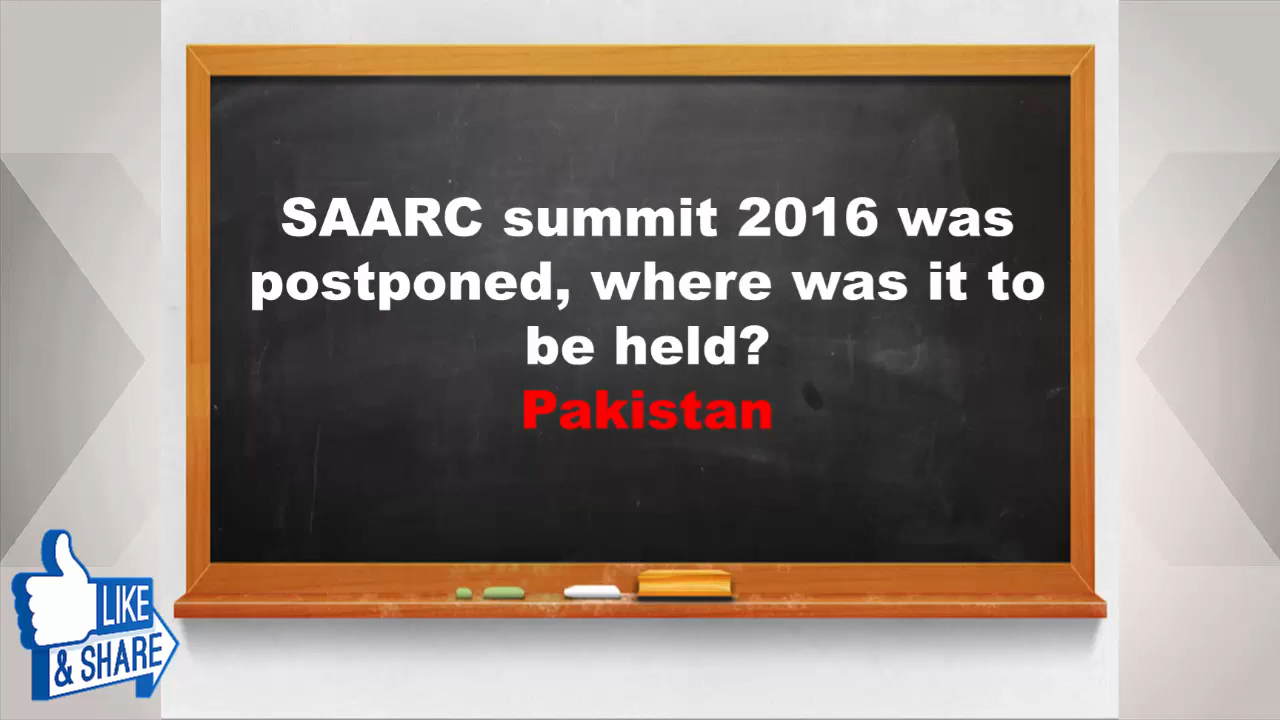 SAARC summit 2016 was
postponed, where was it to
be held?
Pakistan
LIKE
& SHARE